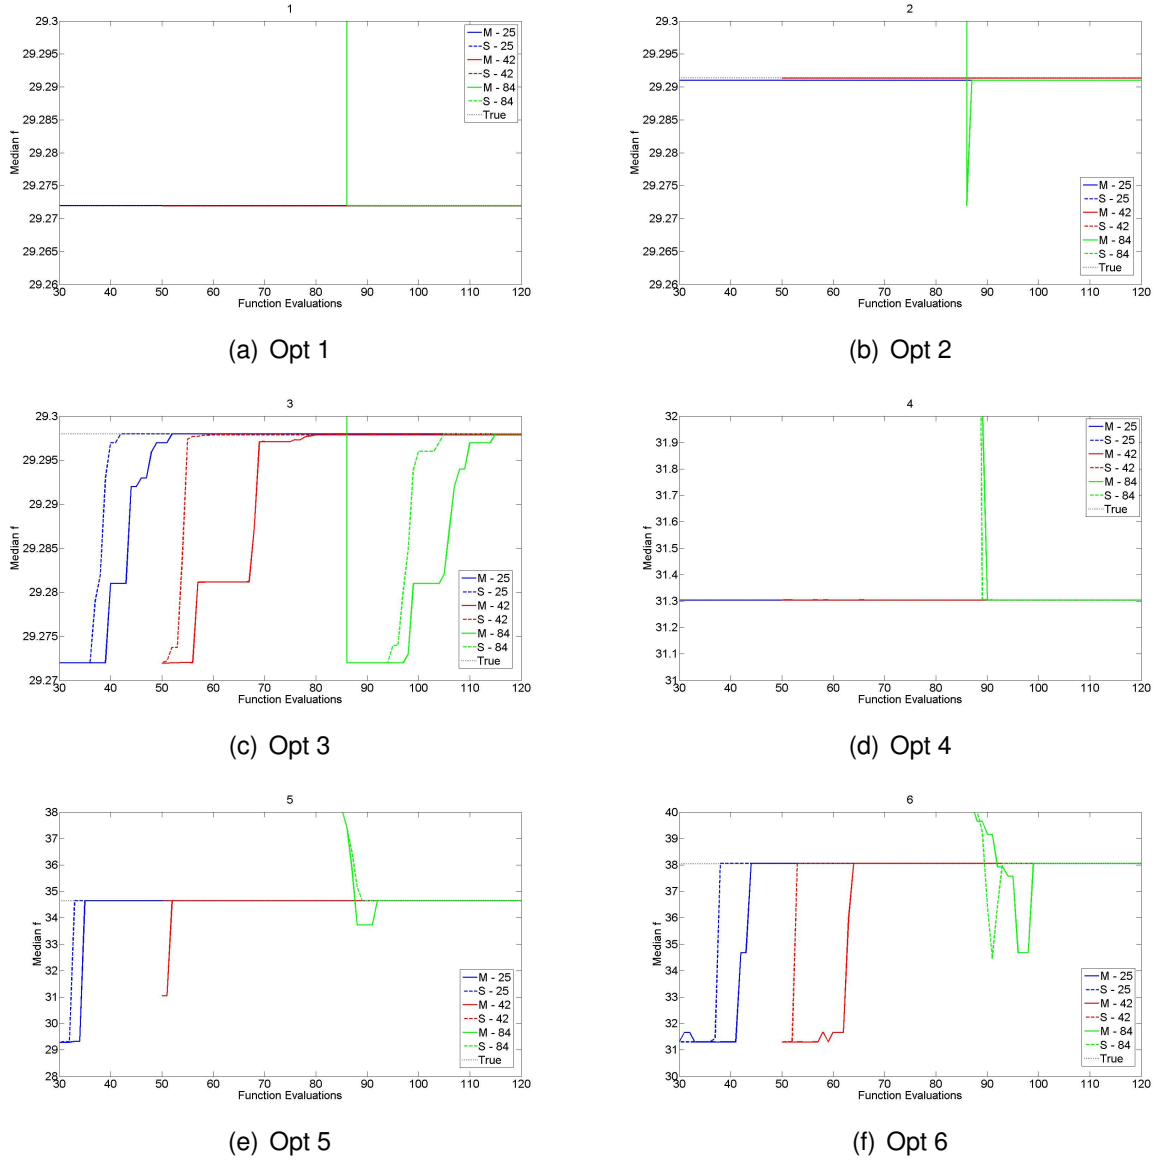 1
29.3
29.295
29.29
29.285
29.28
29.275
29.27
29.265
29.26
Median f
30 40 50 60 70 80 90 100 110 120
Function Evaluations
M - 25
S - 25
M - 42
S - 42
M - 84
S - 84
True
(a) Opt 1
2
29.3
29.295
29.29
29.285
29.28
29.275
29.27
29.265
29.26
Median f
30 40 50 60 70 80 90 100 110 120
Function Evaluations
M - 25
S - 25
M - 42
S - 42
M - 84
S - 84
True
(b) Opt 2
3
29.3
29.295
29.29
29.285
29.28
29.275
29.27
Median f
30 40 50 60 70 80 90 100 110 120
Function Evaluations
M - 25
S - 25
M - 42
S - 42
M - 84
S - 84
True
(c) Opt 3
4
32
31.9
31.8
31.7
31.6
31.5
31.4
31.3
31.2
31.1
31
Median f
30 40 50 60 70 80 90 100 110 120
Function Evaluations
M - 25
S - 25
M - 42
S - 42
M - 84
S - 84
True
(d) Opt 4
5
38
37
36
35
34
33
32
31
30
29
28
Median f
30 40 50 60 70 80 90 100 110 120
Function Evaluations
M - 25
S - 25
M - 42
S - 42
M - 84
S - 84
True
(e) Opt 5
6
40
39
38
37
36
35
34
33
32
31
30
Median f
30 40 50 60 70 80 90 100 110 120
Function Evaluations
M - 25
S - 25
M - 42
S - 42
M - 84
S - 84
True
(f) Opt 6